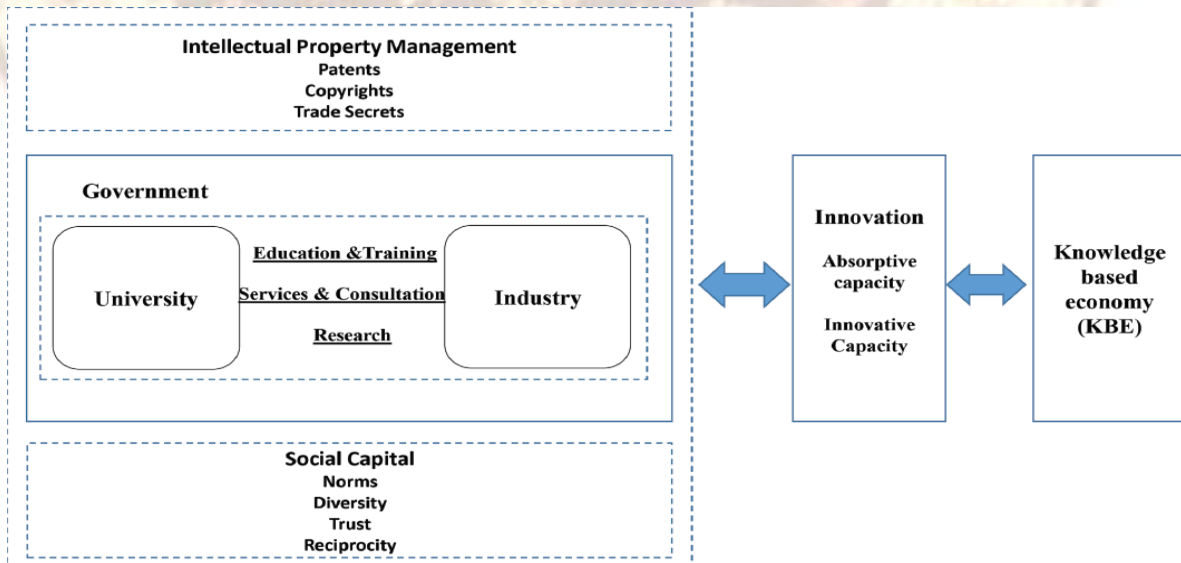 Intellectual Property Management
Patents
Copyrights
Trade Secrets
Government
University
Education &Training
Services & Consultation
Research
Industry
Social Capital
Norms
Diversity
Trust
Reciprocity
Innovation
Absorptive
capacity
Innovative
Capacity
Knowledge
based
economy
(KBE)